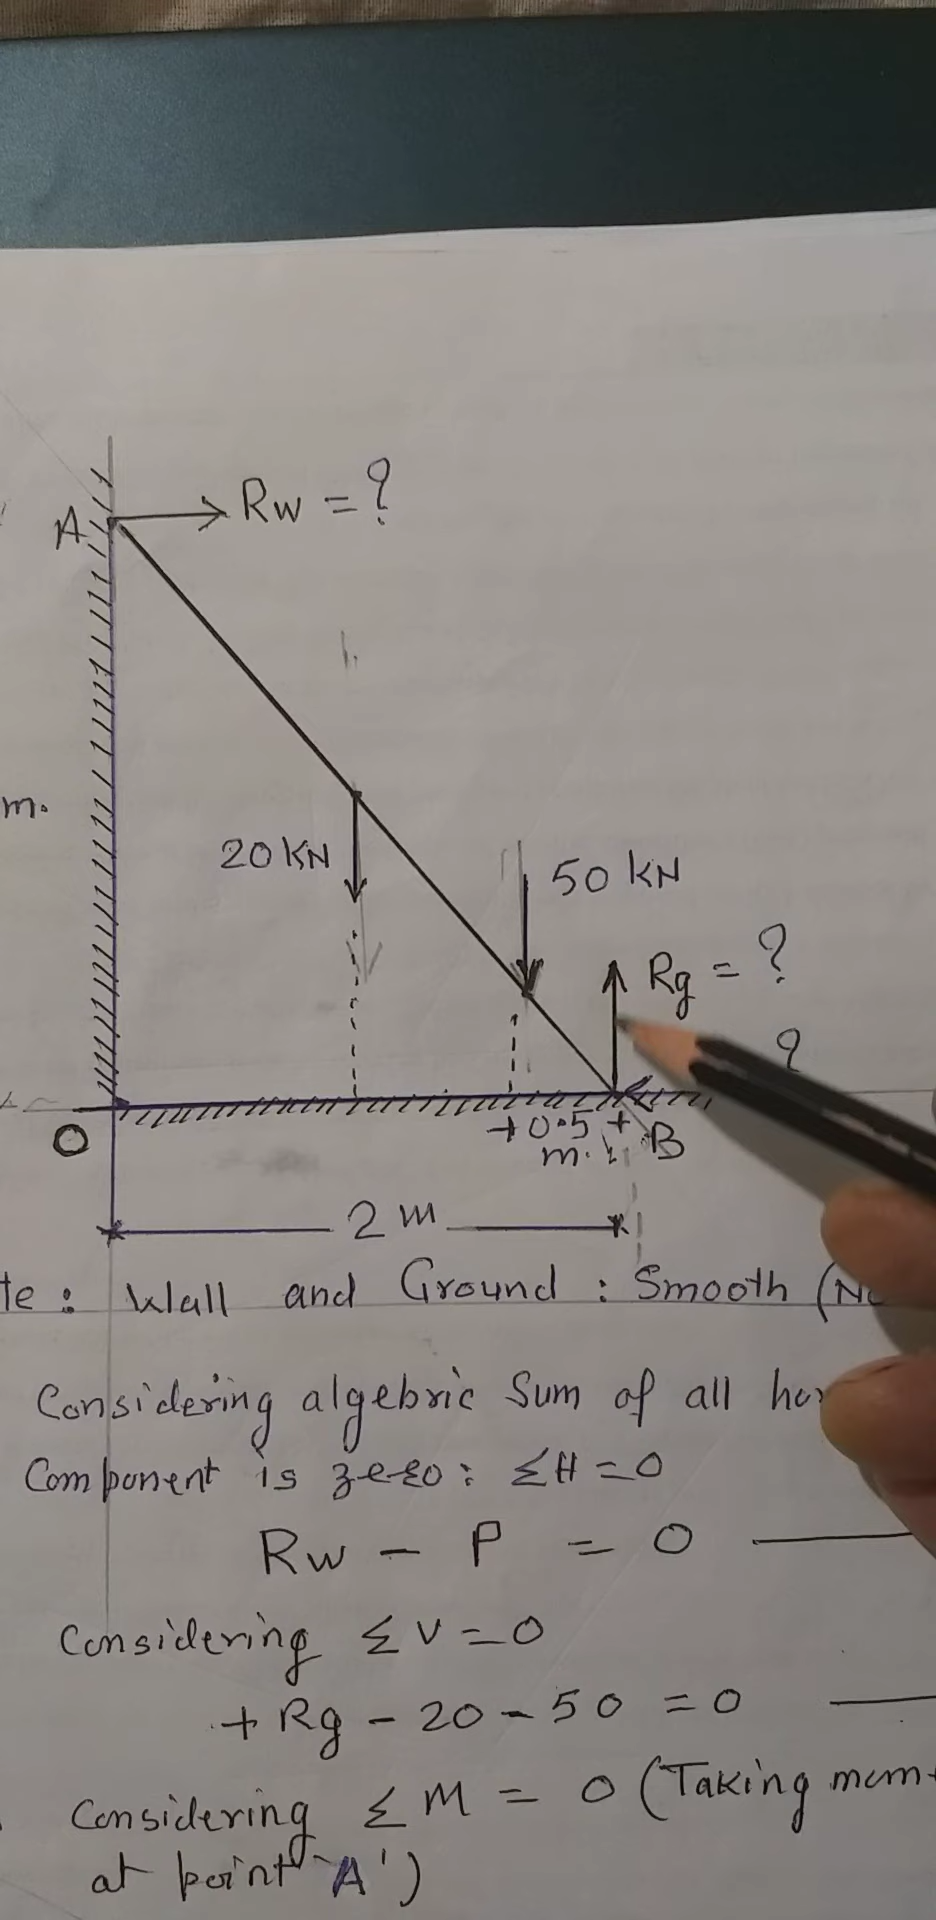 A
Rw = ?
m.
20 KN
50 KN
Rg = ?
?
O
0.5
m.
B
2 m
te : Wall and Ground : Smooth
Considering algebric Sum of all
Component is zero : ΣH = 0
Rw - P = 0
Considering ΣV = 0
+ Rg - 20 - 50 = 0
Considering ΣM = 0 (Taking mom
at point 'A')